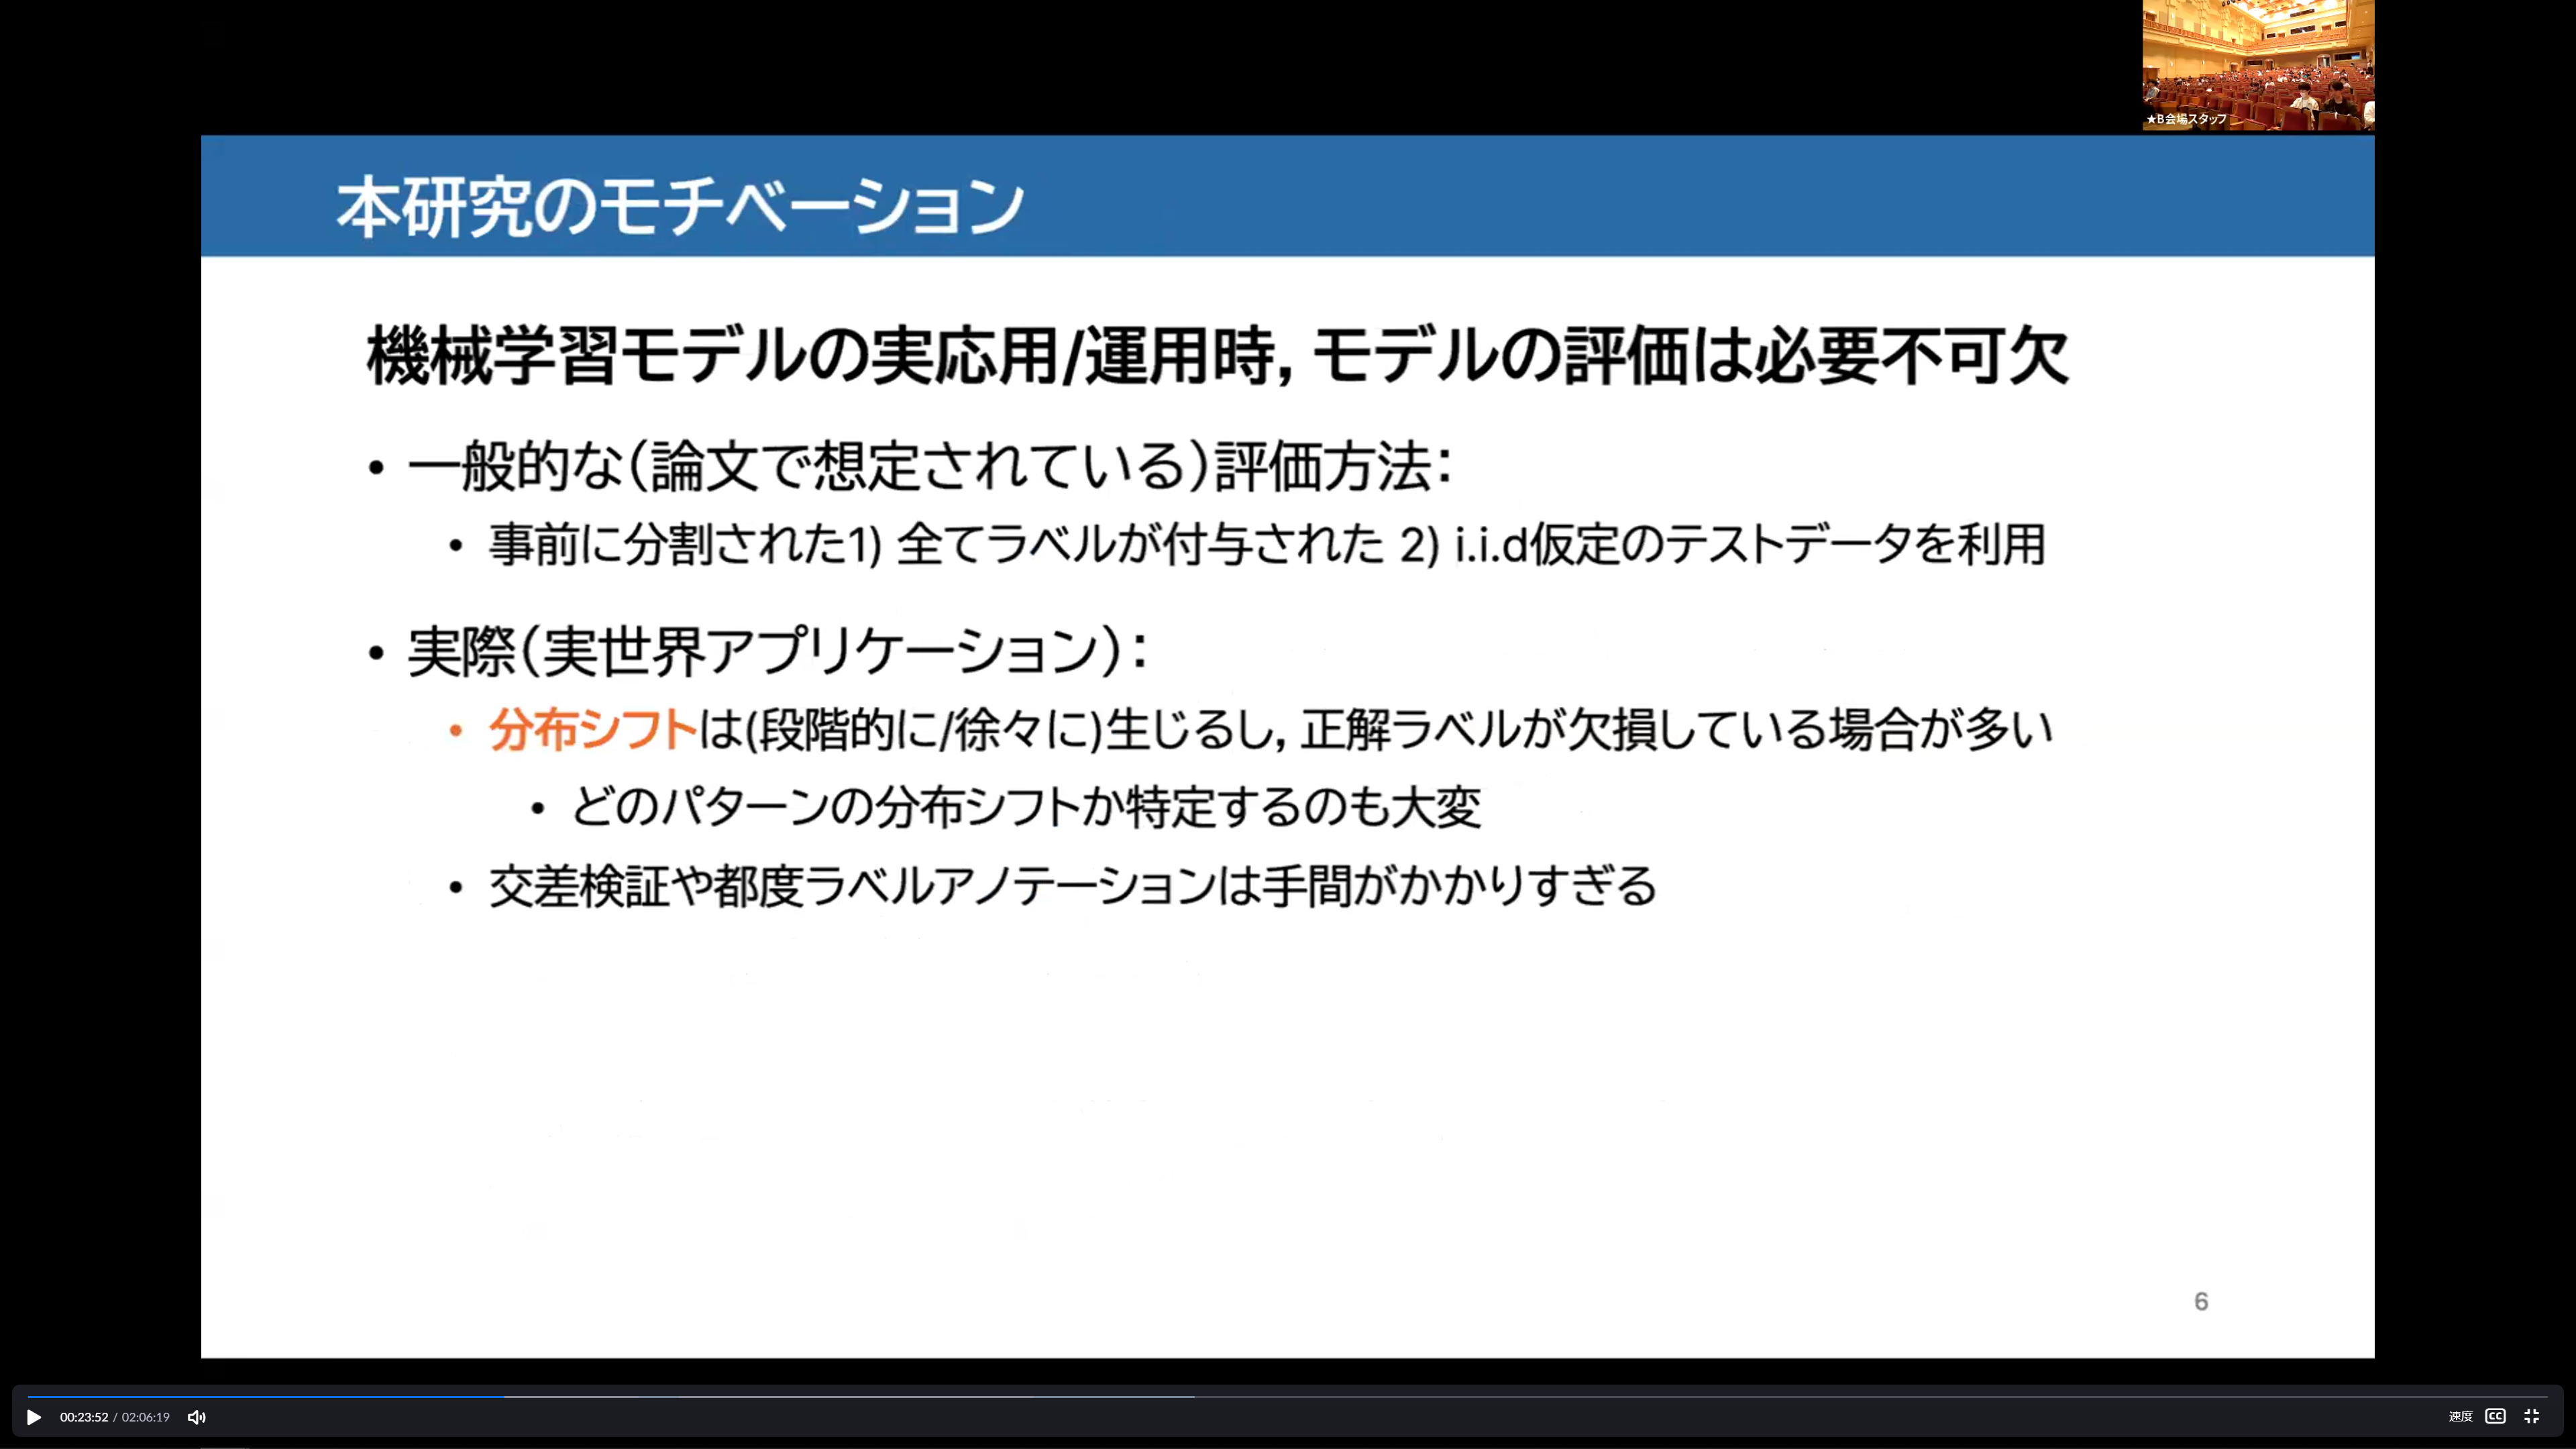 ★B会場スタッフ
本研究のモチベーション
機械学習モデルの実応用/運用時, モデルの評価は必要不可欠
• 一般的な（論文で想定されている）評価方法：
• 事前に分割された1) 全てラベルが付与された 2) i.i.d仮定のテストデータを利用
• 実際（実世界アプリケーション）：
• 分布シフトは(段階的に/徐々に)生じるし, 正解ラベルが欠損している場合が多い
• どのパターンの分布シフトか特定するのも大変
• 交差検証や都度ラベルアノテーションは手間がかかりすぎる
6
00:23:52 / 02:06:19
速度
CC